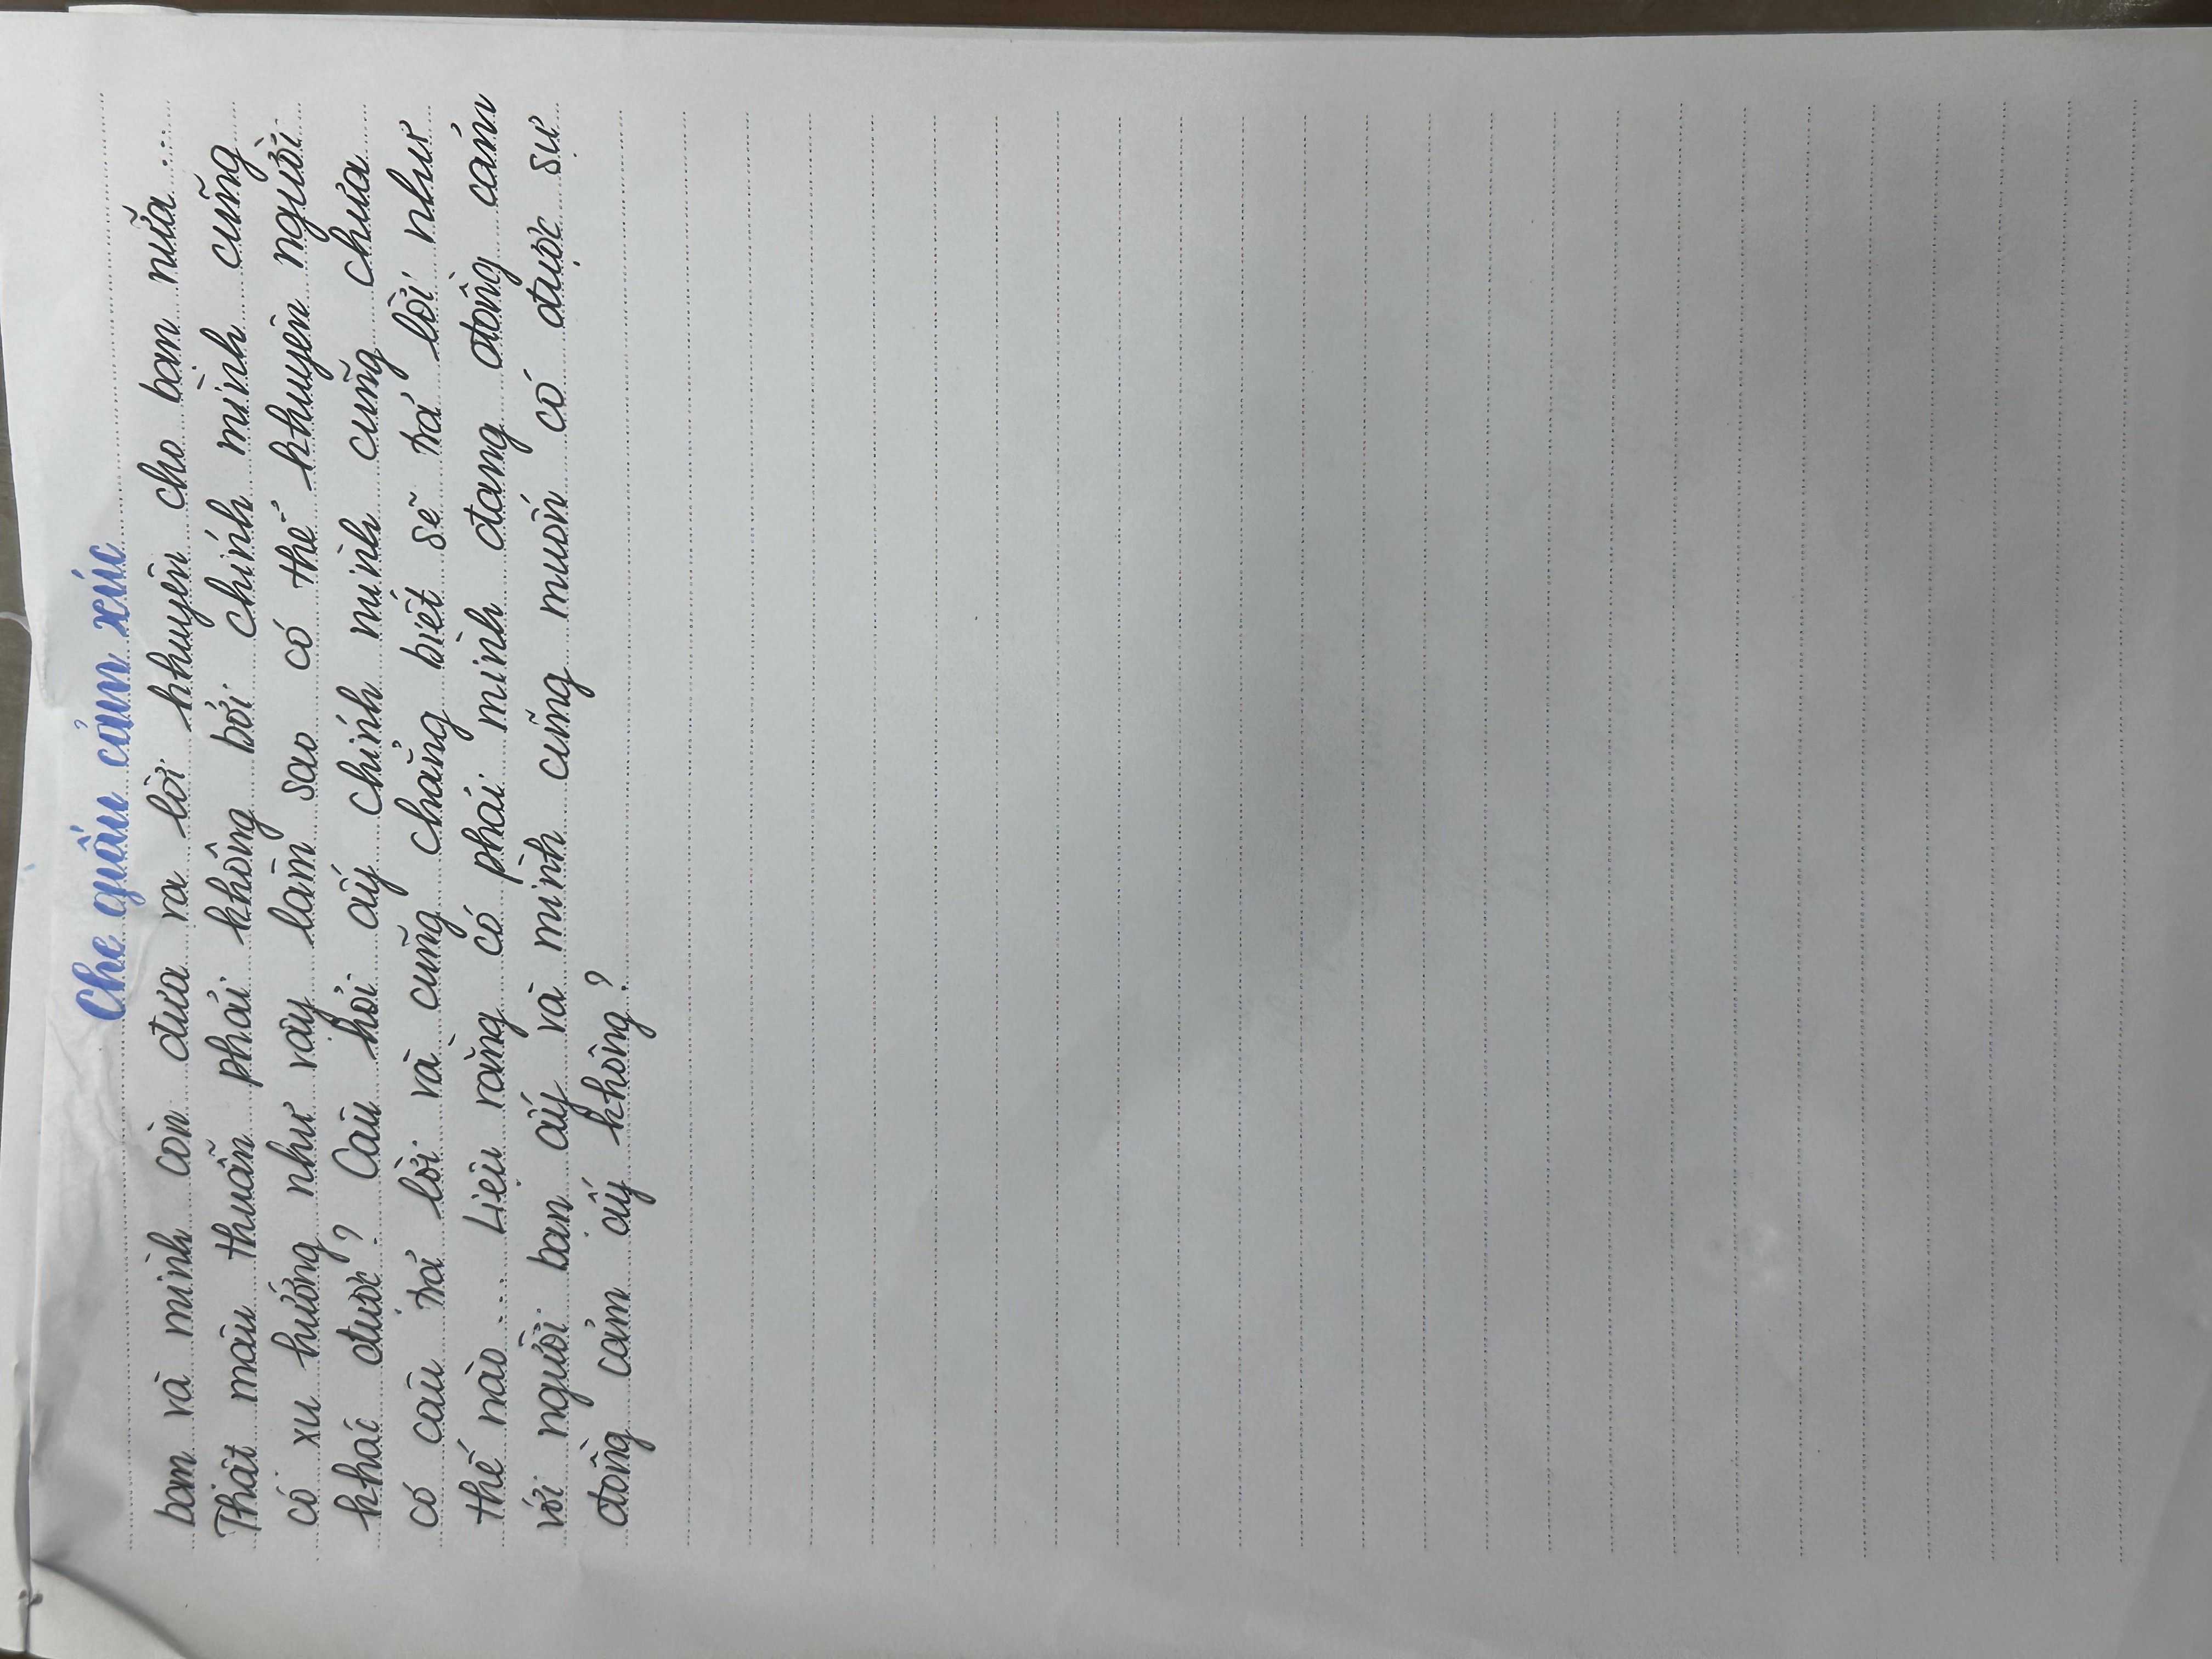 Che giấu cảm xúc
bạn và mình còn đưa ra lời khuyên cho bạn nữa ...
Thật mâu thuẫn phải không bởi chính mình cũng
có xu hướng như vậy làm sao có thể khuyên người
khác được? Câu hỏi ấy chính mình cũng chưa
có câu trả lời và cũng chẳng biết sẽ trả lời như
thế nào ... Liệu rằng có phải mình đang đồng cảm
với người bạn ấy và mình cũng muốn có được sự
đồng cảm ấy không?